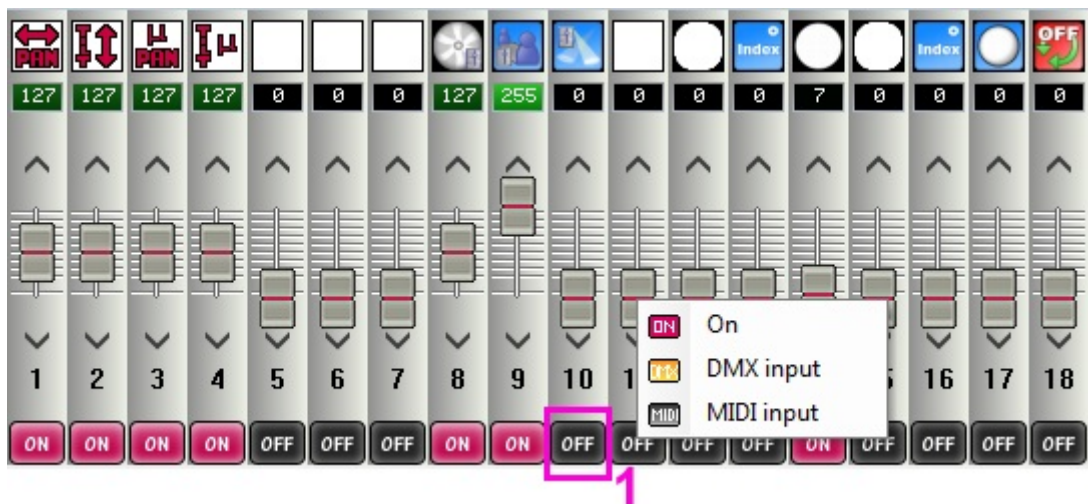 PAN µ PAN µ Index Index OFF
127 127 127 127 0 0 0 127 255 0 0 0 0 7 0 0 0 0
ON On
1 2 3 4 5 6 7 8 9 10 16 17 18
DMX DMX input
MIDI MIDI input
ON ON ON ON OFF OFF OFF ON ON OFF OFF OFF OFF ON OFF OFF OFF OFF
1